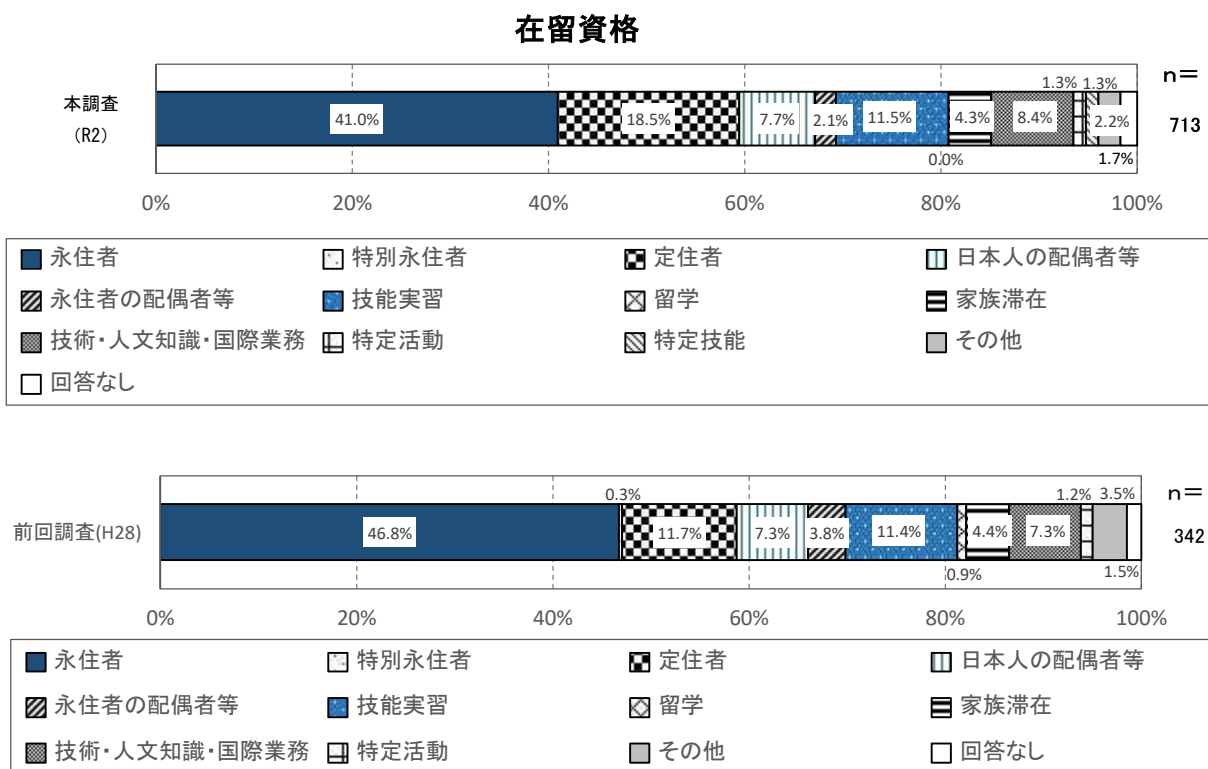 在留資格
n＝
1.3% 1.3%
本調査
(R2)
41.0% 18.5% 7.7% 2.1% 11.5% 4.3% 8.4% 2.2%
713
0.0% 1.7%
0% 20% 40% 60% 80% 100%
永住者 特別永住者 定住者 日本人の配偶者等
永住者の配偶者等 技能実習 留学 家族滞在
技術・人文知識・国際業務 特定活動 特定技能 その他
回答なし
n＝
0.3% 1.2% 3.5%
前回調査(H28)
46.8% 11.7% 7.3% 3.8% 11.4% 4.4% 7.3%
342
0.9% 1.5%
0% 20% 40% 60% 80% 100%
永住者 特別永住者 定住者 日本人の配偶者等
永住者の配偶者等 技能実習 留学 家族滞在
技術・人文知識・国際業務 特定活動 その他 回答なし